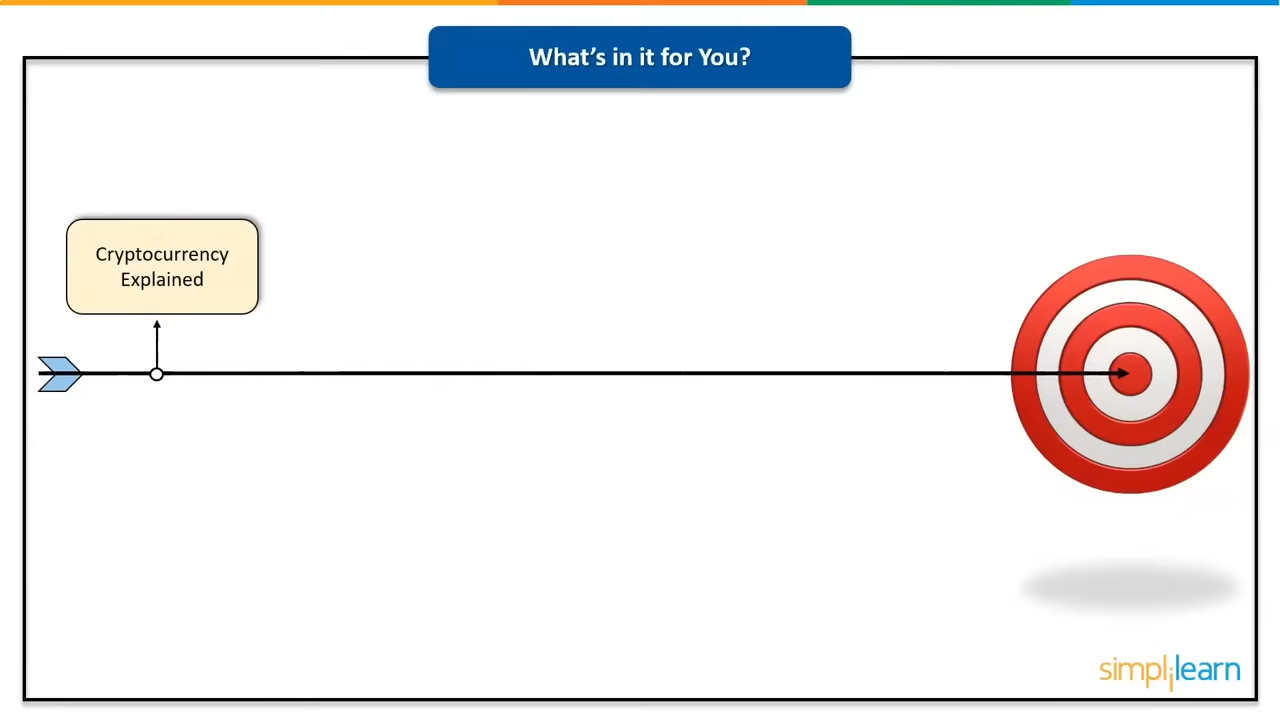 What’s in it for You?
Cryptocurrency
Explained
simplilearn